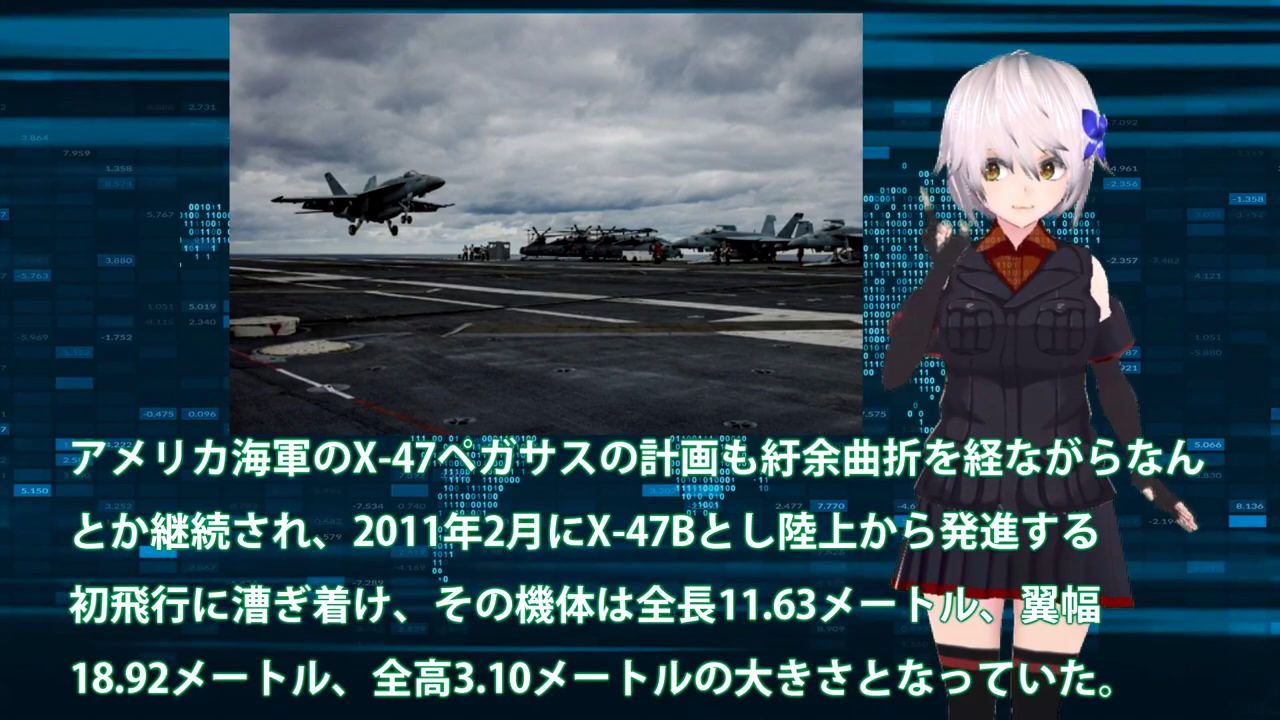 アメリカ海軍のX-47ペガサスの計画も紆余曲折を経ながらなん
とか継続され、2011年2月にX-47Bとし陸上から発進する
初飛行に漕ぎ着け、その機体は全長11.63メートル、翼幅
18.92メートル、全高3.10メートルの大きさとなっていた。